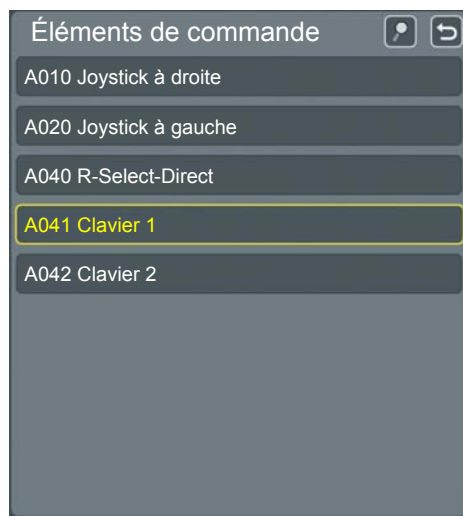 Éléments de commande
A010 Joystick à droite
A020 Joystick à gauche
A040 R-Select-Direct
A041 Clavier 1
A042 Clavier 2